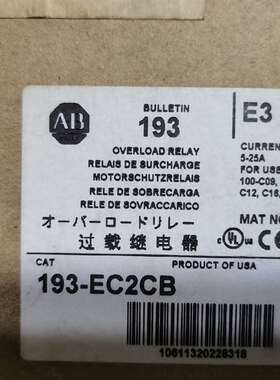 AB
BULLETIN
193
E3
OVERLOAD RELAY
RELAIS DE SURCHARGE
MOTORSCHUTZRELAIS
RELE DE SOBRECARGA
RELE DE SOVRACCARICO
オーバーロードリレー
过载继电器
CURRENT
5-25A
FOR USE
100-C09,
C12, C16,
MAT NO
CAT
PRODUCT OF USA
193-EC2CB
10611320228318